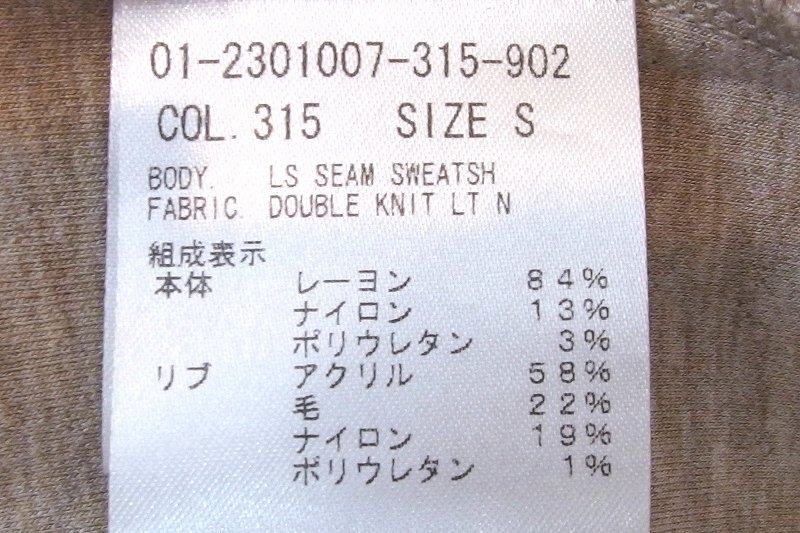 01-2301007-315-902
COL. 315 SIZE S
BODY. LS SEAM SWEATSH
FABRIC. DOUBLE KNIT LT N
組成表示
本体 レーヨン 84%
ナイロン 13%
ポリウレタン 3%
リブ アクリル 58%
毛 22%
ナイロン 19%
ポリウレタン 1%